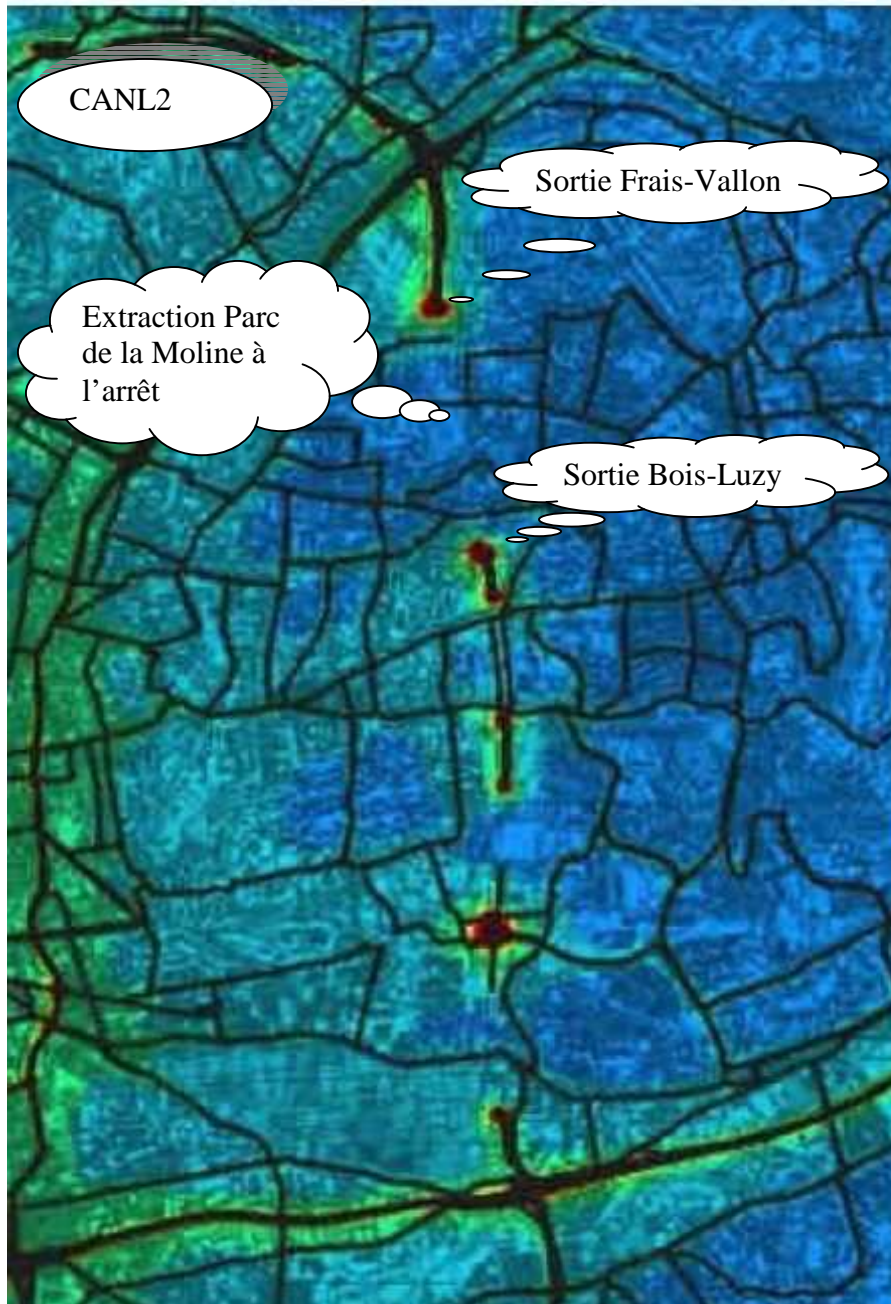 CANL2
Sortie Frais-Vallon
Extraction Parc
de la Moline à
l’arrêt
Sortie Bois-Luzy